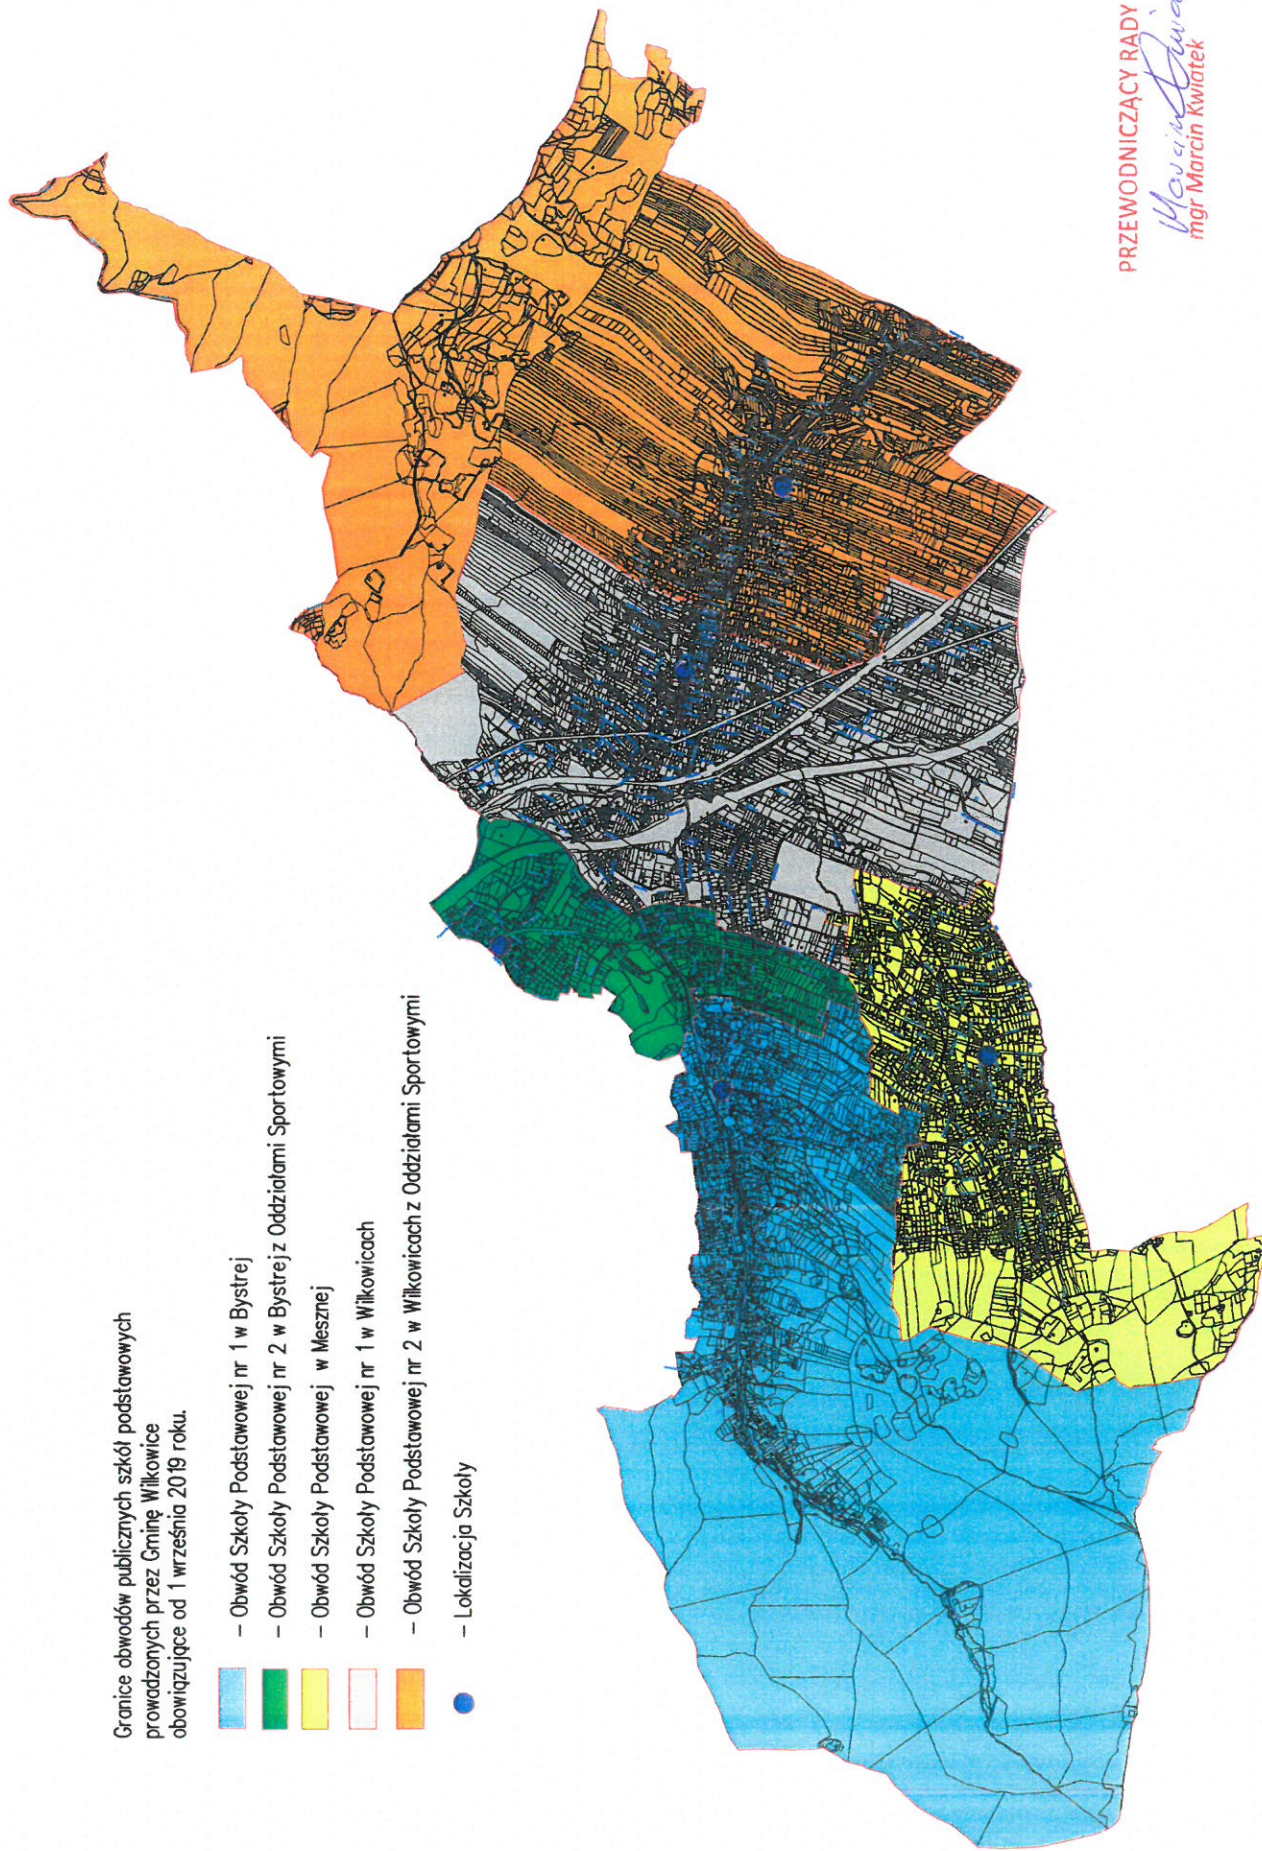 Granice obwodów publicznych szkół podstawowych
prowadzonych przez Gminę Wilkowice
obowiązujące od 1 września 2019 roku.
– Obwód Szkoły Podstawowej nr 1 w Bystrej
– Obwód Szkoły Podstawowej nr 2 w Bystrej z Oddziałami Sportowymi
– Obwód Szkoły Podstawowej w Mesznej
– Obwód Szkoły Podstawowej nr 1 w Wilkowicach
– Obwód Szkoły Podstawowej nr 2 w Wilkowicach z Oddziałami Sportowymi
– Lokalizacja Szkoły
PRZEWODNICZĄCY RADY
Marcin
mgr Marcin Kwiatek